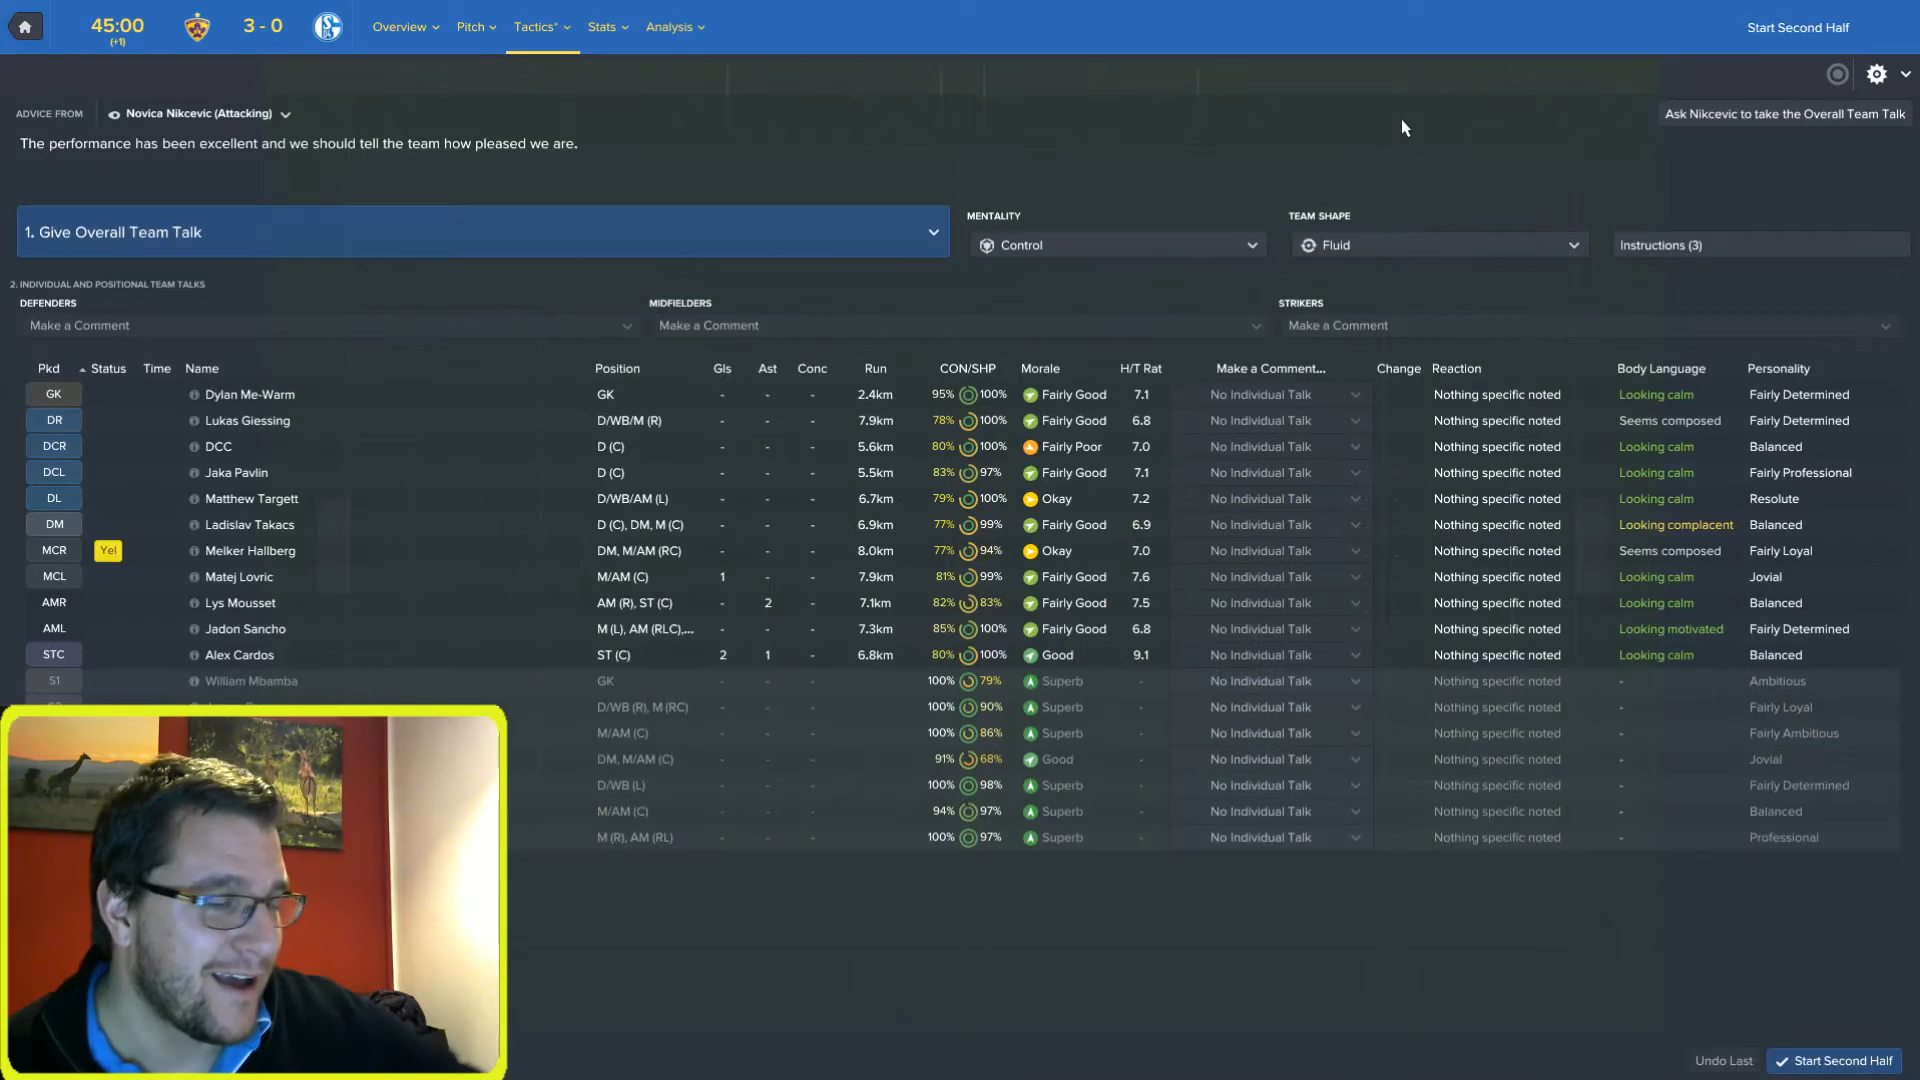 45:00
(+1)
3 - 0
Overview
Pitch
Tactics*
Stats
Analysis
Start Second Half
ADVICE FROM
Novica Nikcevic (Attacking)
Ask Nikcevic to take the Overall Team Talk
The performance has been excellent and we should tell the team how pleased we are.
1. Give Overall Team Talk
MENTALITY
Control
TEAM SHAPE
Fluid
Instructions (3)
2. INDIVIDUAL AND POSITIONAL TEAM TALKS
DEFENDERS
Make a Comment
MIDFIELDERS
Make a Comment
STRIKERS
Make a Comment
Pkd Status Time Name Position Gls Ast Conc Run CON/SHP Morale H/T Rat Make a Comment... Change Reaction Body Language Personality
GK Dylan Me-Warm GK - - - 2.4km 95% 100% Fairly Good 7.1 No Individual Talk Nothing specific noted Looking calm Fairly Determined
DR Lukas Giessing D/WB/M (R) - - - 7.9km 78% 100% Fairly Good 6.8 No Individual Talk Nothing specific noted Seems composed Fairly Determined
DCR DCC D (C) - - - 5.6km 80% 100% Fairly Poor 7.0 No Individual Talk Nothing specific noted Looking calm Balanced
DCL Jaka Pavlin D (C) - - - 5.5km 83% 97% Fairly Good 7.1 No Individual Talk Nothing specific noted Looking calm Fairly Professional
DL Matthew Targett D/WB/AM (L) - - - 6.7km 79% 100% Okay 7.2 No Individual Talk Nothing specific noted Looking calm Resolute
DM Ladislav Takacs D (C), DM, M (C) - - - 6.9km 77% 99% Fairly Good 6.9 No Individual Talk Nothing specific noted Looking complacent Balanced
MCR Yel Melker Hallberg DM, M/AM (RC) - - - 8.0km 77% 94% Okay 7.0 No Individual Talk Nothing specific noted Seems composed Fairly Loyal
MCL Matej Lovric M/AM (C) 1 - - 7.9km 81% 99% Fairly Good 7.6 No Individual Talk Nothing specific noted Looking calm Jovial
AMR Lys Mousset AM (R), ST (C) - 2 - 7.1km 82% 83% Fairly Good 7.5 No Individual Talk Nothing specific noted Looking calm Balanced
AML Jadon Sancho M (L), AM (RLC),... - - - 7.3km 85% 100% Fairly Good 6.8 No Individual Talk Nothing specific noted Looking motivated Fairly Determined
STC Alex Cardos ST (C) 2 1 - 6.8km 80% 100% Good 9.1 No Individual Talk Nothing specific noted Looking calm Balanced
S1 William Mbamba GK - - - 100% 79% Superb - No Individual Talk Nothing specific noted - Ambitious
D/WB (R), M (RC) - - - 100% 90% Superb - No Individual Talk Nothing specific noted - Fairly Loyal
M/AM (C) - - - 100% 86% Superb - No Individual Talk Nothing specific noted - Fairly Ambitious
DM, M/AM (C) - - - 91% 68% Good - No Individual Talk Nothing specific noted - Jovial
D/WB (L) - - - 100% 98% Superb - No Individual Talk Nothing specific noted - Fairly Determined
M/AM (C) - - - 94% 97% Superb - No Individual Talk Nothing specific noted - Balanced
M (R), AM (RL) - - - 100% 97% Superb - No Individual Talk Nothing specific noted - Professional
Undo Last
Start Second Half